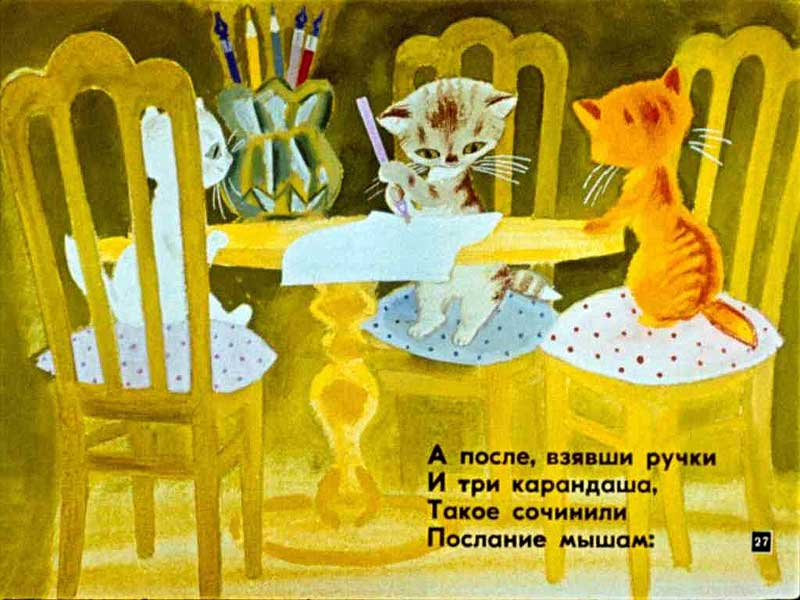 А после, взявши ручки
И три карандаша,
Такое сочинили
Послание мышам:
27